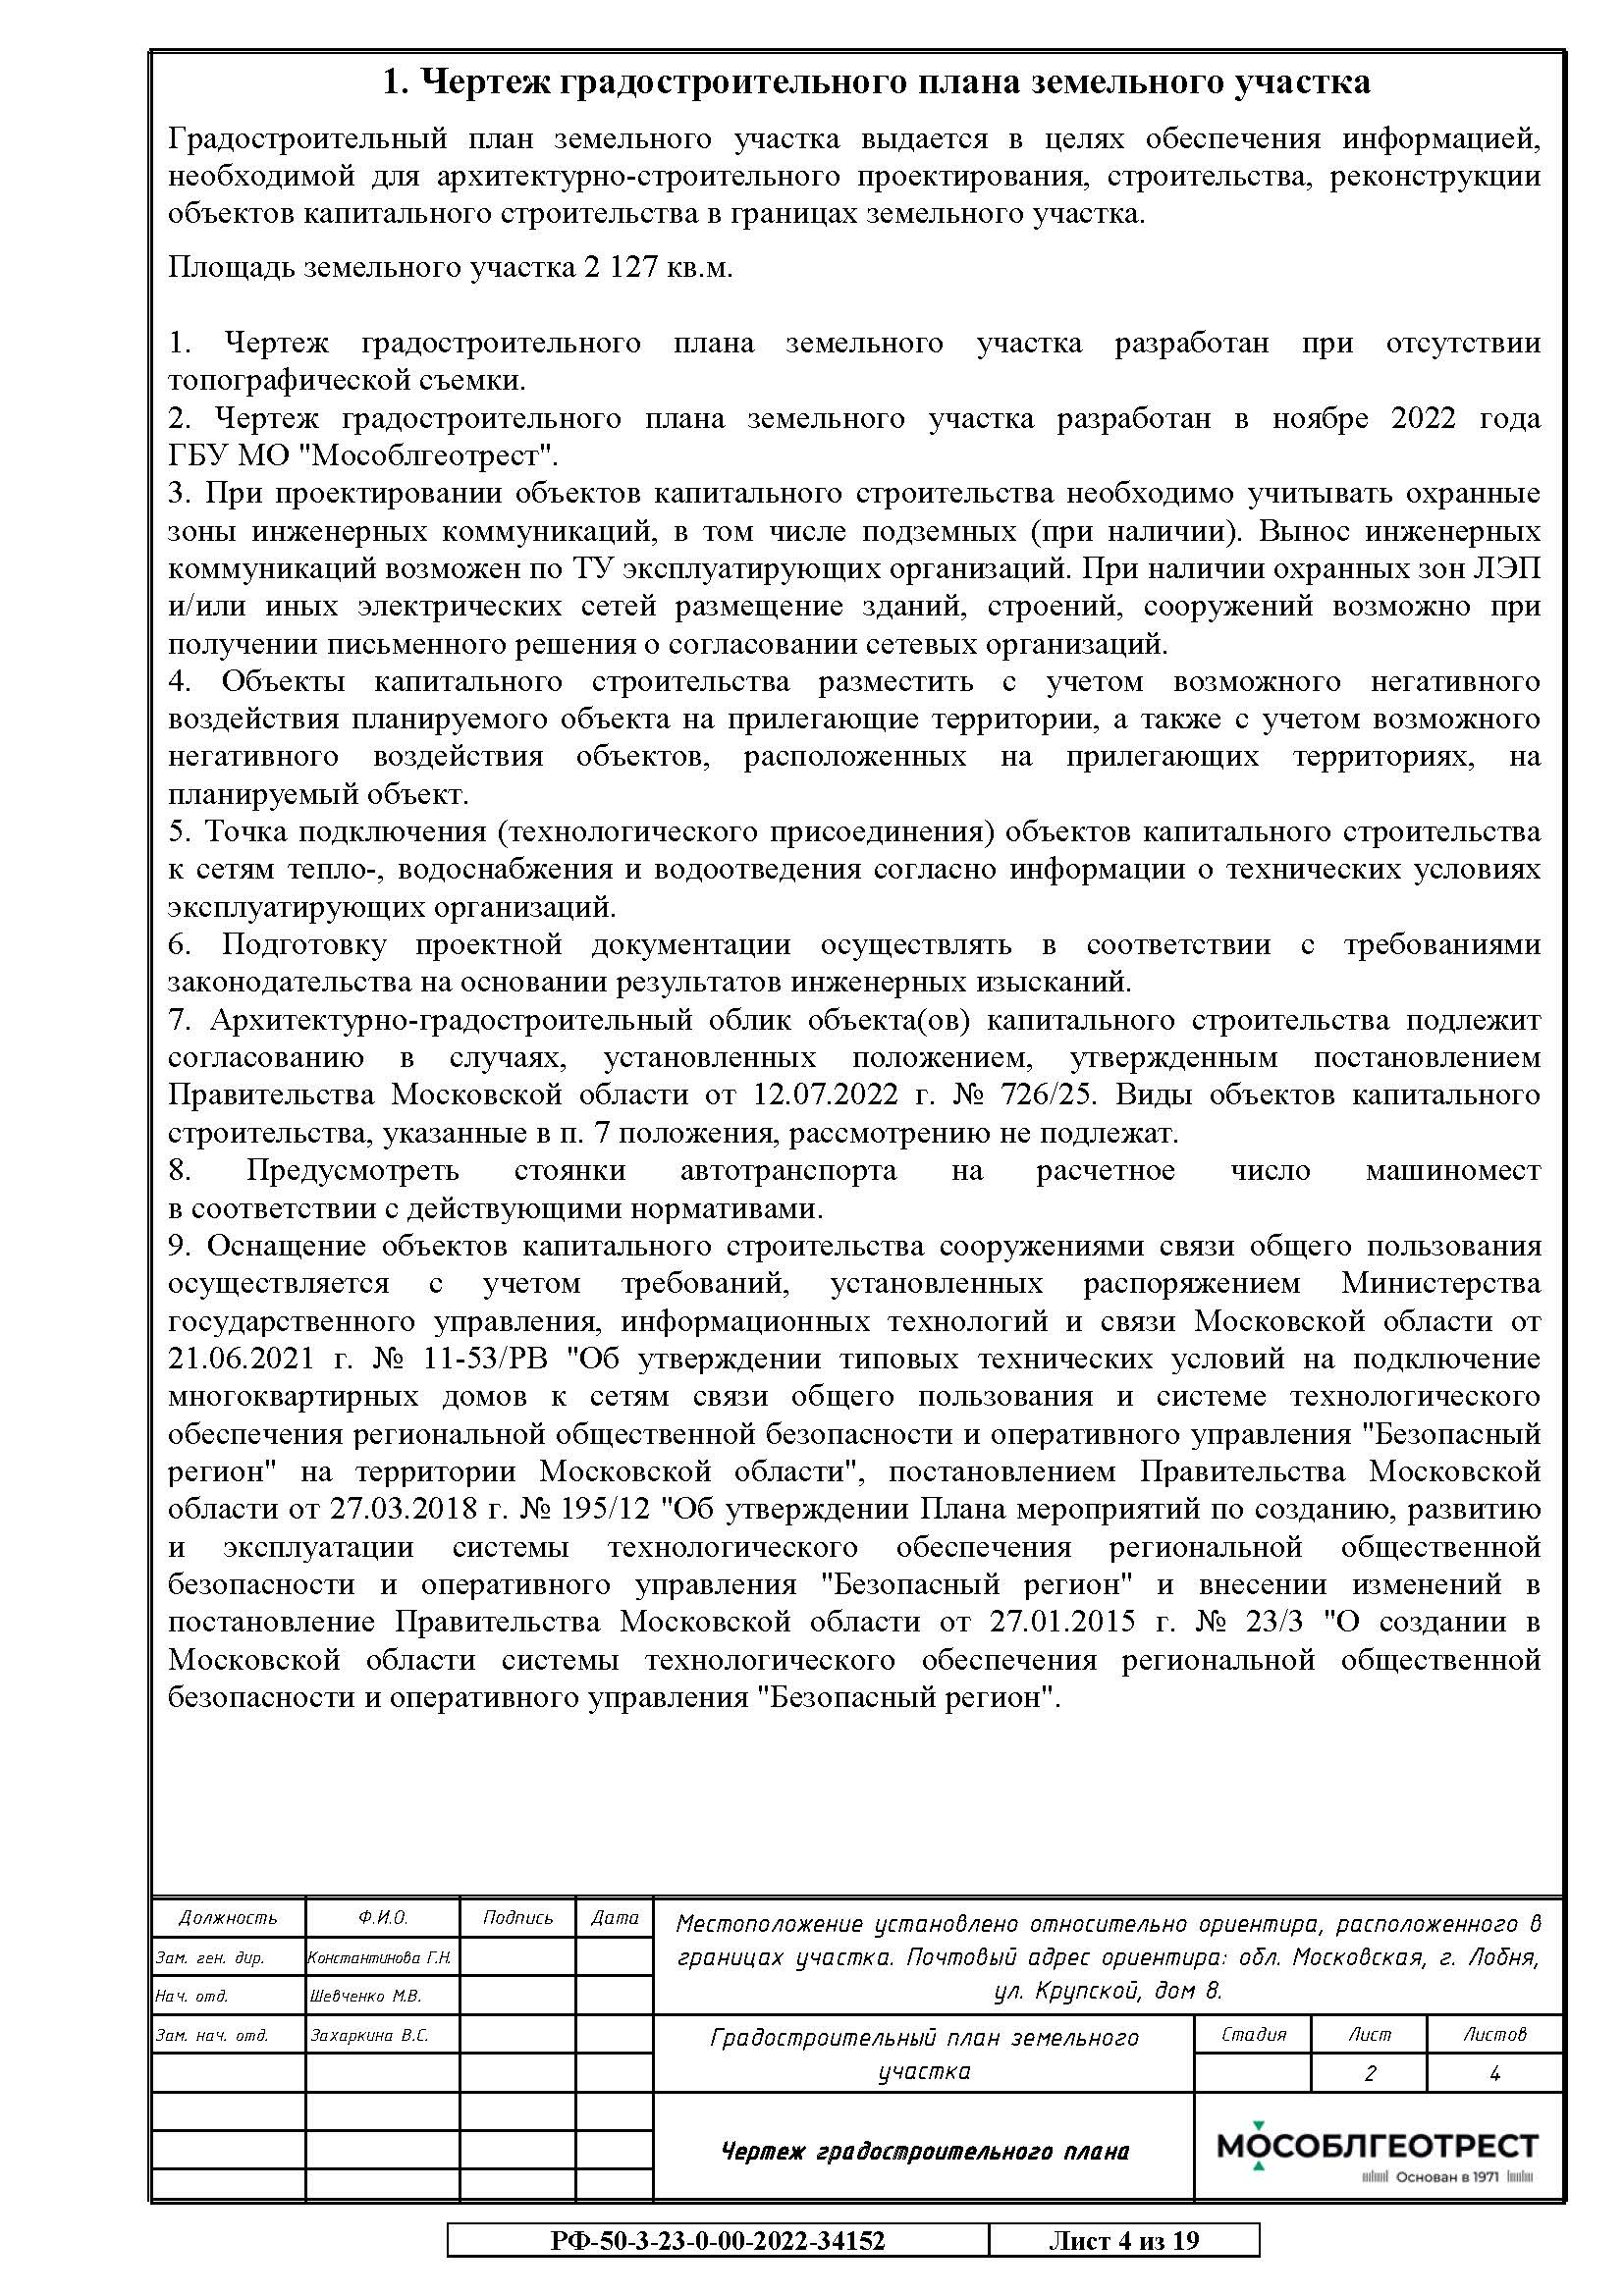 1. Чертеж градостроительного плана земельного участка
Градостроительный план земельного участка выдается в целях обеспечения информацией,
необходимой для архитектурно-строительного проектирования, строительства, реконструкции
объектов капитального строительства в границах земельного участка.
Площадь земельного участка 2 127 кв.м.
1. Чертеж градостроительного плана земельного участка разработан при отсутствии
топографической съемки.
2. Чертеж градостроительного плана земельного участка разработан в ноябре 2022 года
ГБУ МО "Мособлгеотрест".
3. При проектировании объектов капитального строительства необходимо учитывать охранные
зоны инженерных коммуникаций, в том числе подземных (при наличии). Вынос инженерных
коммуникаций возможен по ТУ эксплуатирующих организаций. При наличии охранных зон ЛЭП
и/или иных электрических сетей размещение зданий, строений, сооружений возможно при
получении письменного решения о согласовании сетевых организаций.
4. Объекты капитального строительства разместить с учетом возможного негативного
воздействия планируемого объекта на прилегающие территории, а также с учетом возможного
негативного воздействия объектов, расположенных на прилегающих территориях, на
планируемый объект.
5. Точка подключения (технологического присоединения) объектов капитального строительства
к сетям тепло-, водоснабжения и водоотведения согласно информации о технических условиях
эксплуатирующих организаций.
6. Подготовку проектной документации осуществлять в соответствии с требованиями
законодательства на основании результатов инженерных изысканий.
7. Архитектурно-градостроительный облик объекта(ов) капитального строительства подлежит
согласованию в случаях, установленных положением, утвержденным постановлением
Правительства Московской области от 12.07.2022 г. № 726/25. Виды объектов капитального
строительства, указанные в п. 7 положения, рассмотрению не подлежат.
8. Предусмотреть стоянки автотранспорта на расчетное число машиномест
в соответствии с действующими нормативами.
9. Оснащение объектов капитального строительства сооружениями связи общего пользования
осуществляется с учетом требований, установленных распоряжением Министерства
государственного управления, информационных технологий и связи Московской области от
21.06.2021 г. № 11-53/РВ "Об утверждении типовых технических условий на подключение
многоквартирных домов к сетям связи общего пользования и системе технологического
обеспечения региональной общественной безопасности и оперативного управления "Безопасный
регион" на территории Московской области", постановлением Правительства Московской
области от 27.03.2018 г. № 195/12 "Об утверждении Плана мероприятий по созданию, развитию
и эксплуатации системы технологического обеспечения региональной общественной
безопасности и оперативного управления "Безопасный регион" и внесении изменений в
постановление Правительства Московской области от 27.01.2015 г. № 23/3 "О создании в
Московской области системы технологического обеспечения региональной общественной
безопасности и оперативного управления "Безопасный регион".
Должность Ф.И.О. Подпись Дата
Зам. ген. дир. Константинова Г.Н.
Нач. отд. Шевченко М.В.
Зам. нач. отд. Захаркина В.С.
Местоположение установлено относительно ориентира, расположенного в
границах участка. Почтовый адрес ориентира: обл. Московская, г. Лобня,
ул. Крупской, дом 8.
Градостроительный план земельного
участка
Стадия Лист Листов
2 4
Чертеж градостроительного плана
МОСОБЛГЕОТРЕСТ
Основан в 1971
РФ-50-3-23-0-00-2022-34152 Лист 4 из 19